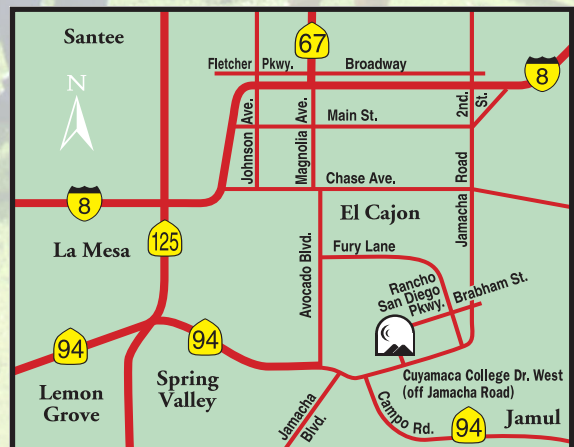 Santee
67
Fletcher Pkwy. Broadway
8
N
Johnson Ave.
Magnolia Ave.
2nd. St.
Main St.
Chase Ave.
Jamacha Road
8
El Cajon
125
La Mesa
Avocado Blvd.
Fury Lane
Rancho
San Diego
Pkwy.
Brabham St.
94
94
Lemon
Grove
Spring
Valley
Cuyamaca College Dr. West
(off Jamacha Road)
Jamacha
Blvd.
Campo Rd.
94
Jamul